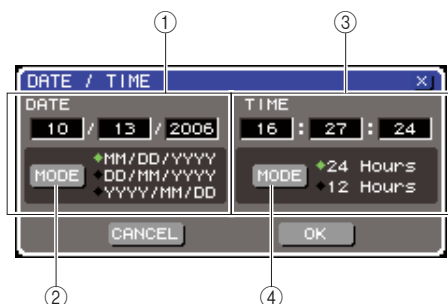 ① ③
DATE / TIME ×
DATE
10 / 13 / 2006
MODE
◆MM/DD/YYYY
◆DD/MM/YYYY
◆YYYY/MM/DD
TIME
16 : 27 : 24
MODE
◆24 Hours
◆12 Hours
CANCEL OK
② ④